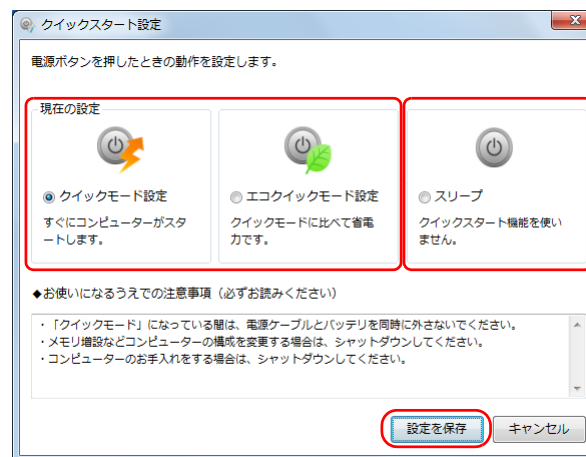 クイックスタート設定
電源ボタンを押したときの動作を設定します。
現在の設定
クイックモード設定
すぐにコンピューターがスタ
ートします。
エコクイックモード設定
クイックモードに比べて省電
力です。
スリープ
クイックスタート機能を使い
ません。
◆お使いになるうえでの注意事項(必ずお読みください)
・「クイックモード」になっている間は、電源ケーブルとバッテリを同時に外さないでください。
・メモリ増設などコンピューターの構成を変更する場合は、シャットダウンしてください。
・コンピューターのお手入れをする場合は、シャットダウンしてください。
設定を保存
キャンセル